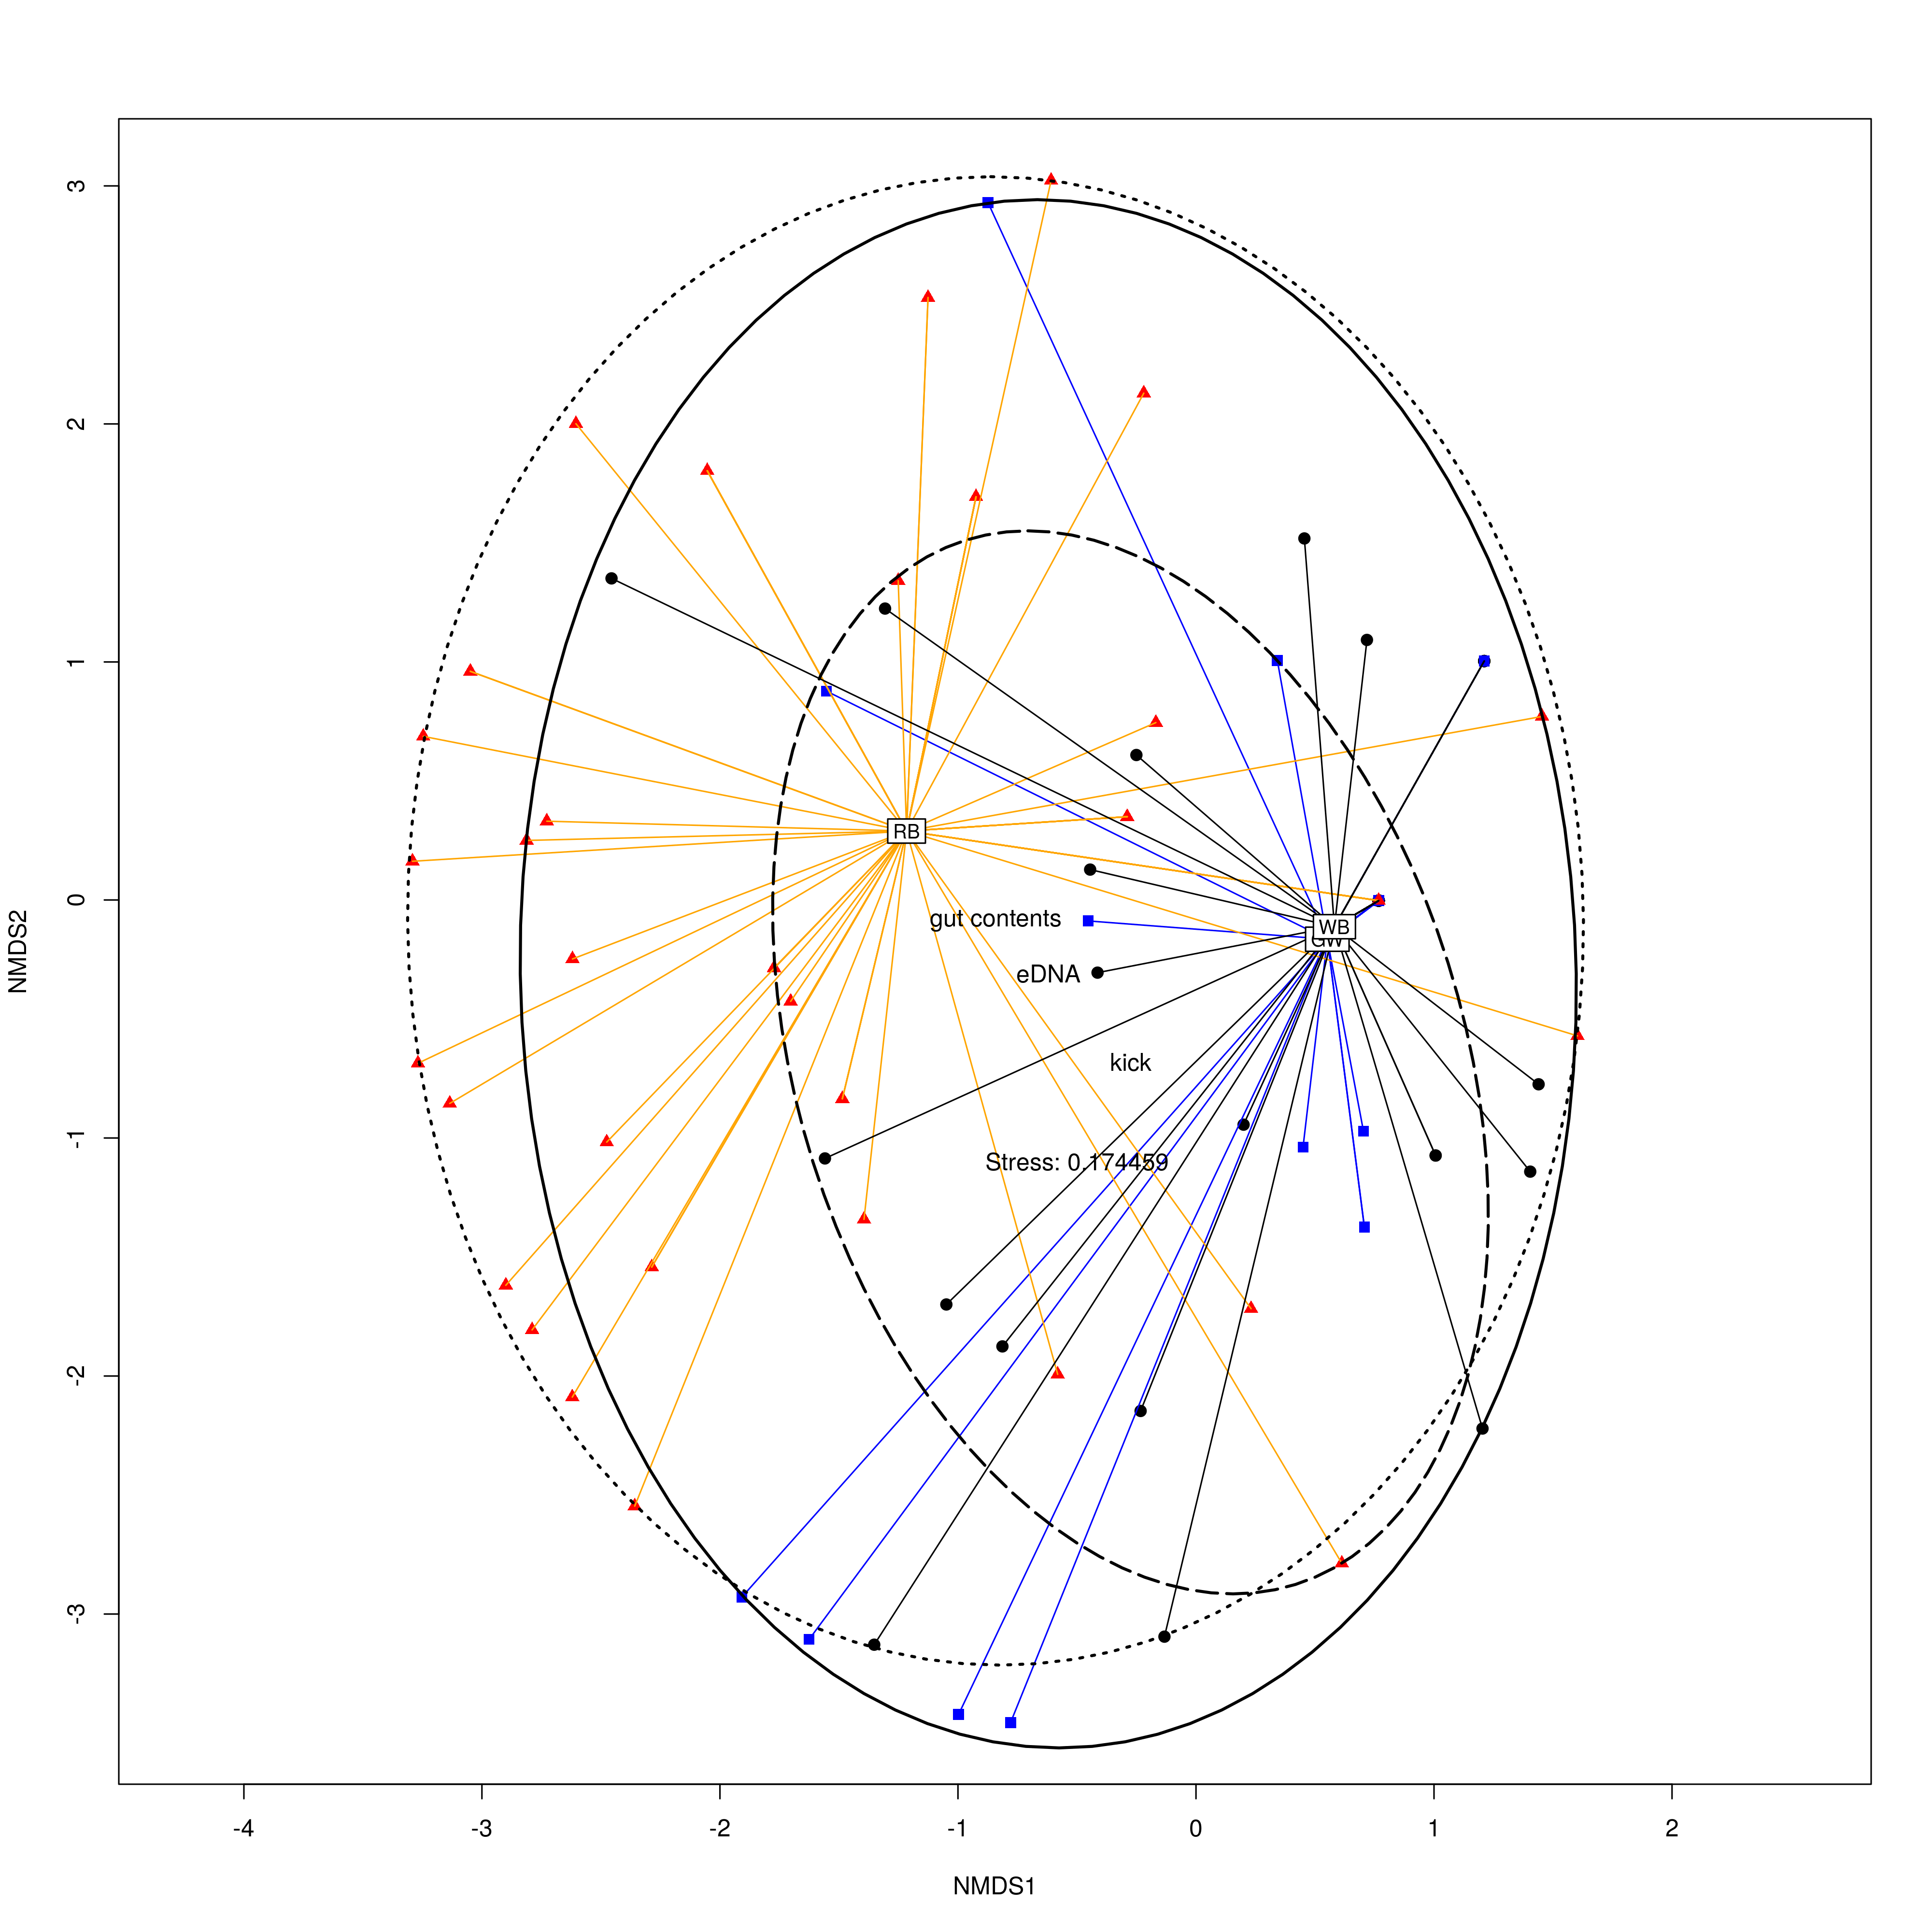 3
2
1
0
-1
-2
-3
NMDS2
RB
gut contents
WB
GW
eDNA
kick
Stress: 0.174459
-4
-3
-2
-1
0
1
2
NMDS1